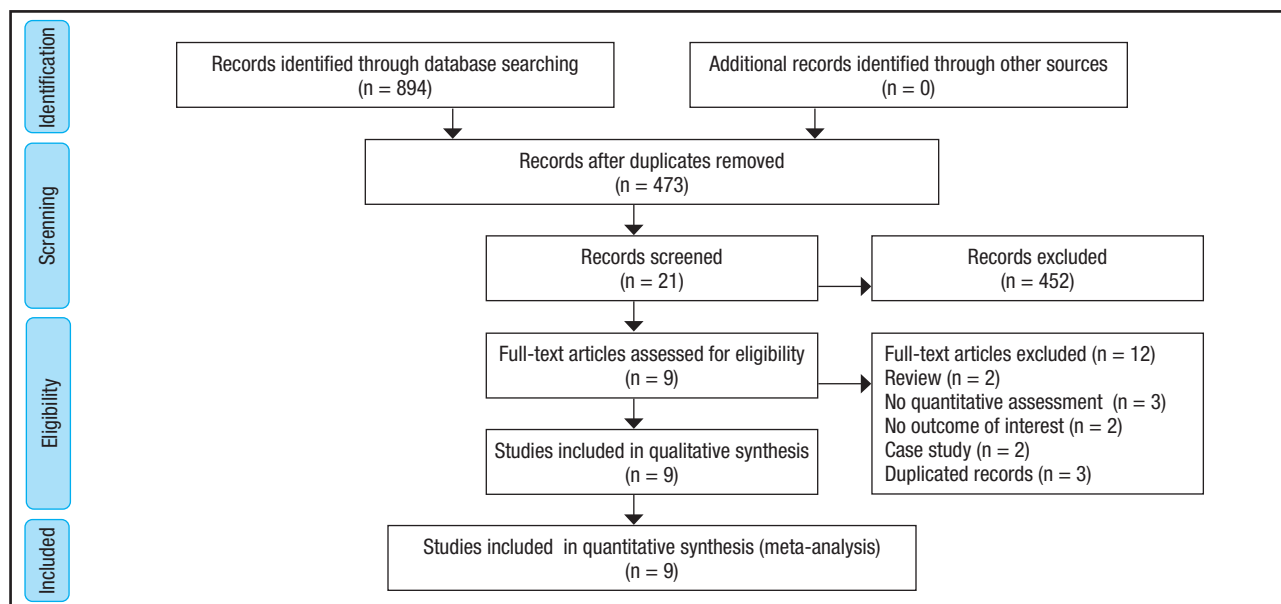 Identification
Records identified through database searching
(n = 894)
Additional records identified through other sources
(n = 0)
Screnning
Records after duplicates removed
(n = 473)
Records screened
(n = 21)
Records excluded
(n = 452)
Eligibility
Full-text articles assessed for eligibility
(n = 9)
Full-text articles excluded (n = 12)
Review (n = 2)
No quantitative assessment (n = 3)
No outcome of interest (n = 2)
Case study (n = 2)
Duplicated records (n = 3)
Studies included in qualitative synthesis
(n = 9)
Included
Studies included in quantitative synthesis (meta-analysis)
(n = 9)